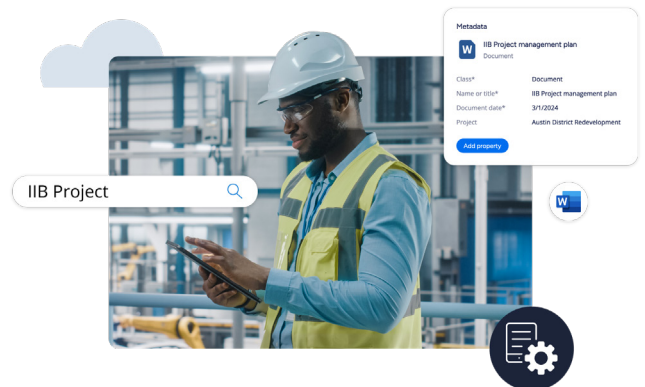 Metadata
W
IIB Project management plan
Document
Class* Document
Name or title* IIB Project management plan
Document date* 3/1/2024
Project Austin District Redevelopment
Add property
IIB Project
W